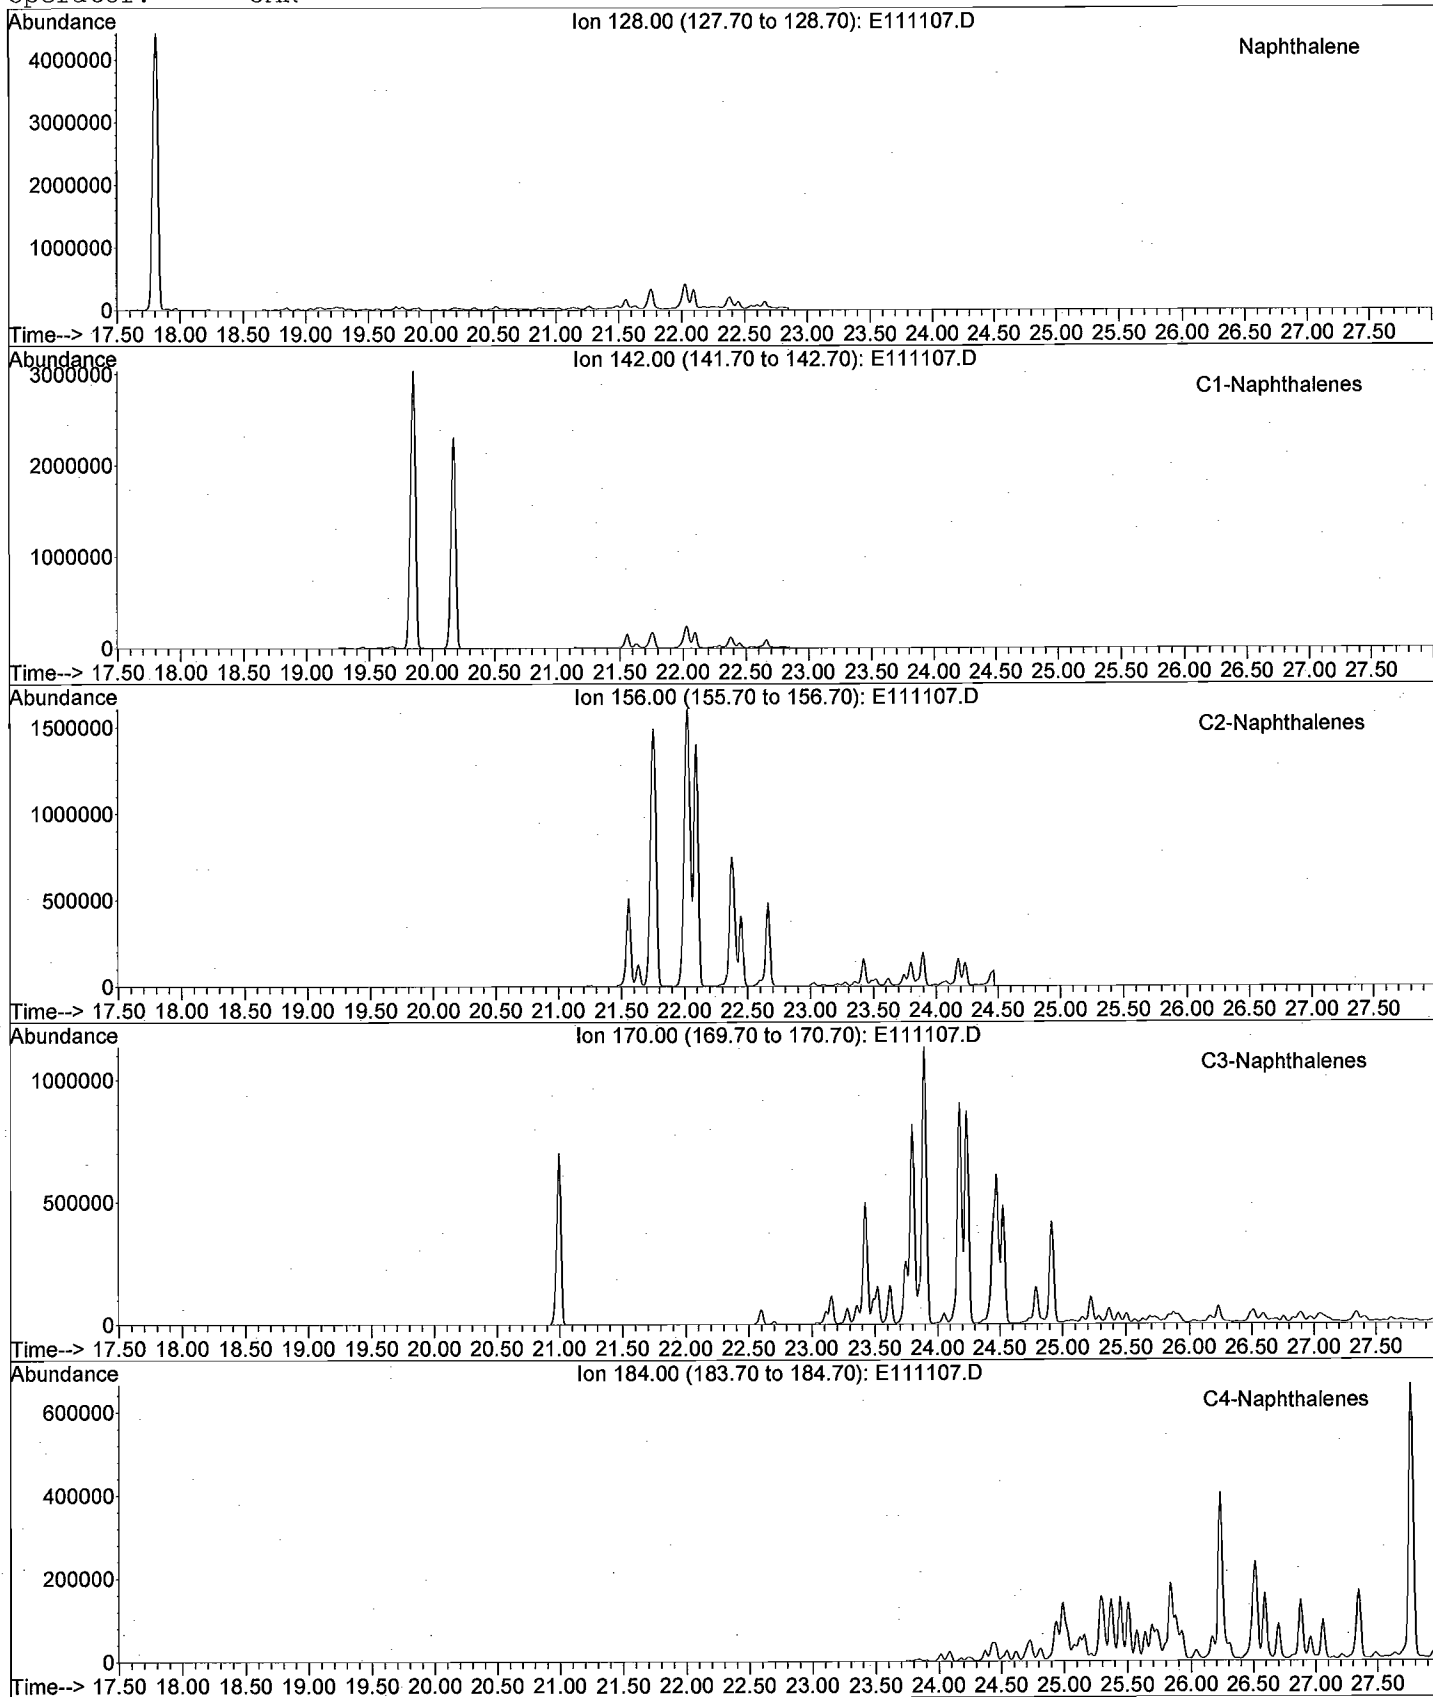 Abundance
Ion 128.00 (127.70 to 128.70): E111107.D
Naphthalene
4000000
3000000
2000000
1000000
0
Time--> 17.50 18.00 18.50 19.00 19.50 20.00 20.50 21.00 21.50 22.00 22.50 23.00 23.50 24.00 24.50 25.00 25.50 26.00 26.50 27.00 27.50
Abundance
Ion 142.00 (141.70 to 142.70): E111107.D
C1-Naphthalenes
3000000
2000000
1000000
0
Time--> 17.50 18.00 18.50 19.00 19.50 20.00 20.50 21.00 21.50 22.00 22.50 23.00 23.50 24.00 24.50 25.00 25.50 26.00 26.50 27.00 27.50
Abundance
Ion 156.00 (155.70 to 156.70): E111107.D
C2-Naphthalenes
1500000
1000000
500000
0
Time--> 17.50 18.00 18.50 19.00 19.50 20.00 20.50 21.00 21.50 22.00 22.50 23.00 23.50 24.00 24.50 25.00 25.50 26.00 26.50 27.00 27.50
Abundance
Ion 170.00 (169.70 to 170.70): E111107.D
C3-Naphthalenes
1000000
500000
0
Time--> 17.50 18.00 18.50 19.00 19.50 20.00 20.50 21.00 21.50 22.00 22.50 23.00 23.50 24.00 24.50 25.00 25.50 26.00 26.50 27.00 27.50
Abundance
Ion 184.00 (183.70 to 184.70): E111107.D
C4-Naphthalenes
600000
400000
200000
0
Time--> 17.50 18.00 18.50 19.00 19.50 20.00 20.50 21.00 21.50 22.00 22.50 23.00 23.50 24.00 24.50 25.00 25.50 26.00 26.50 27.00 27.50